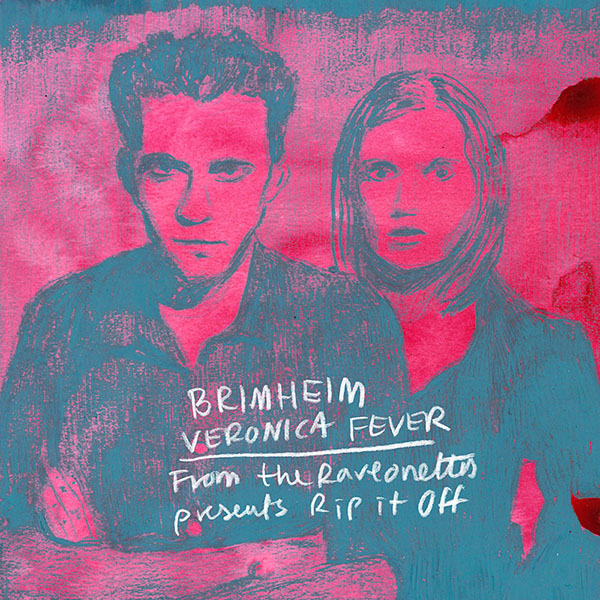 BRIMHEIM
VERONICA FEVER
From the Raveonettes
presents Rip it Off